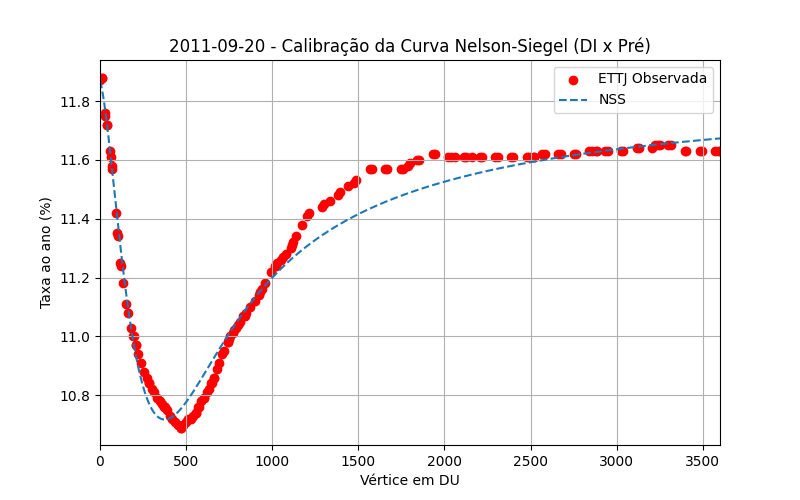 2011-09-20 - Calibração da Curva Nelson-Siegel (DI x Pré)
ETTJ Observada
NSS
Taxa ao ano (%)
11.8
11.6
11.4
11.2
11.0
10.8
0 500 1000 1500 2000 2500 3000 3500
Vértice em DU